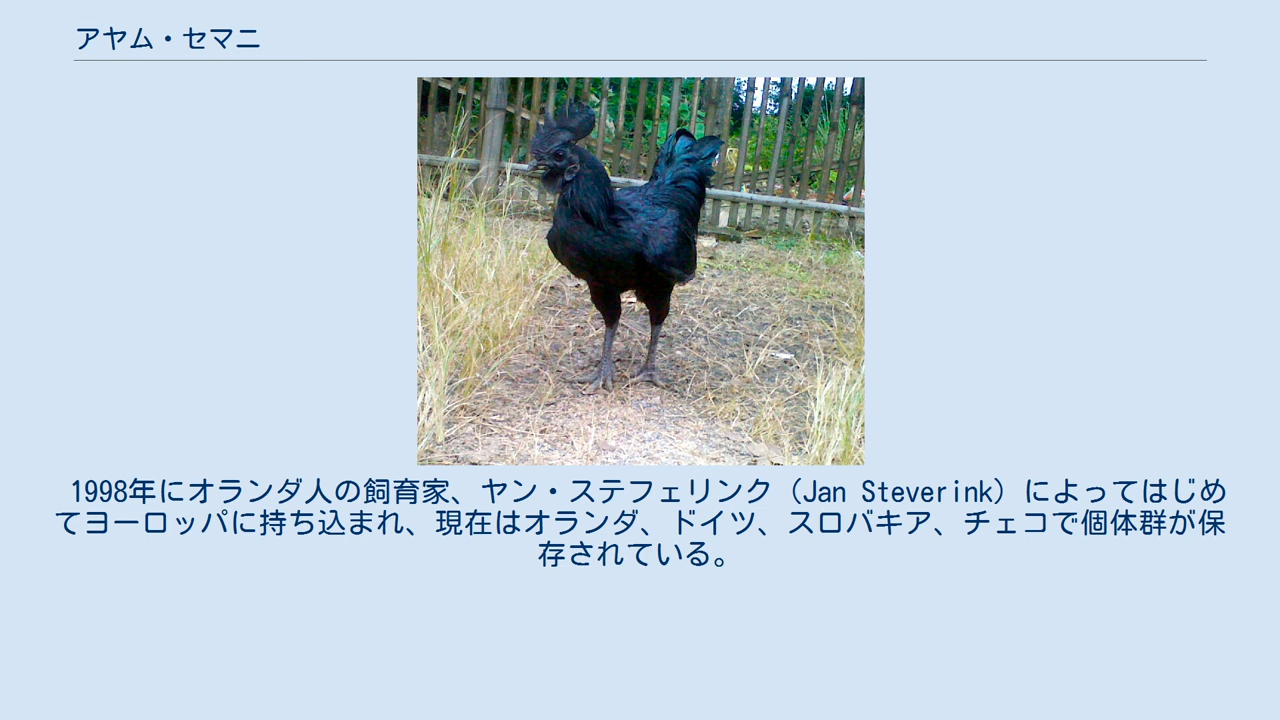 アヤム・セマニ
1998年にオランダ人の飼育家、ヤン・ステフェリンク（Jan Steverink）によってはじめ
てヨーロッパに持ち込まれ、現在はオランダ、ドイツ、スロバキア、チェコで個体群が保
存されている。